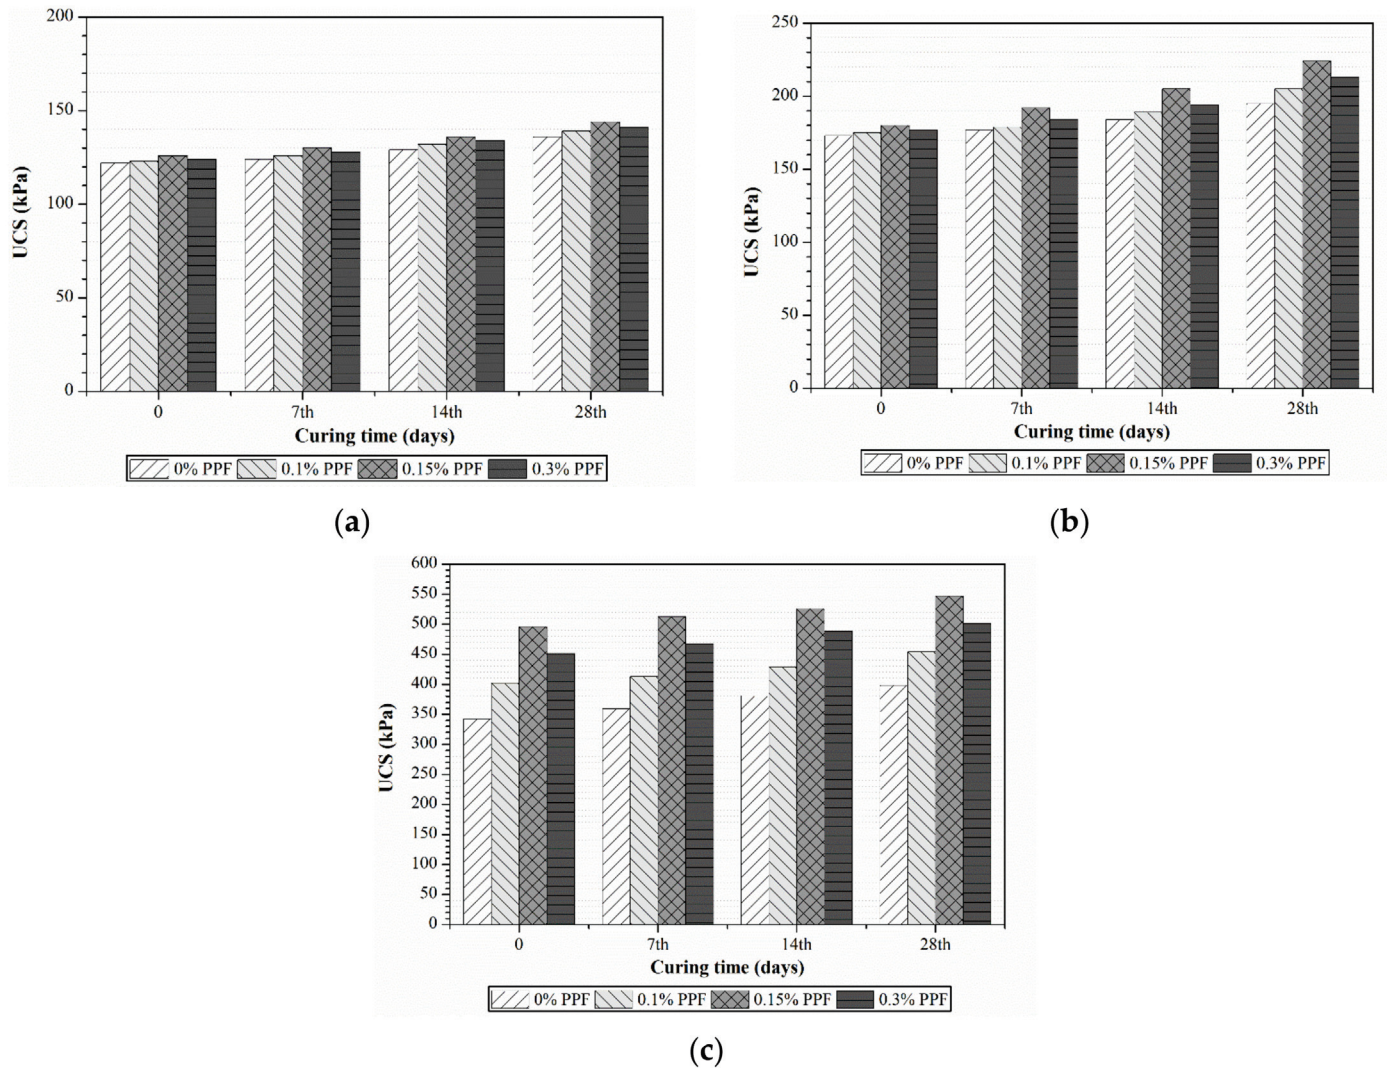 200
150
100
50
0
UCS (kPa)
0 7th 14th 28th
Curing time (days)
0% PPF 0.1% PPF 0.15% PPF 0.3% PPF
(a)
250
200
150
100
50
0
UCS (kPa)
0 7th 14th 28th
Curing time (days)
0% PPF 0.1% PPF 0.15% PPF 0.3% PPF
(b)
600
550
500
450
400
350
300
250
200
150
100
50
0
UCS (kPa)
0 7th 14th 28th
Curing time (days)
0% PPF 0.1% PPF 0.15% PPF 0.3% PPF
(c)